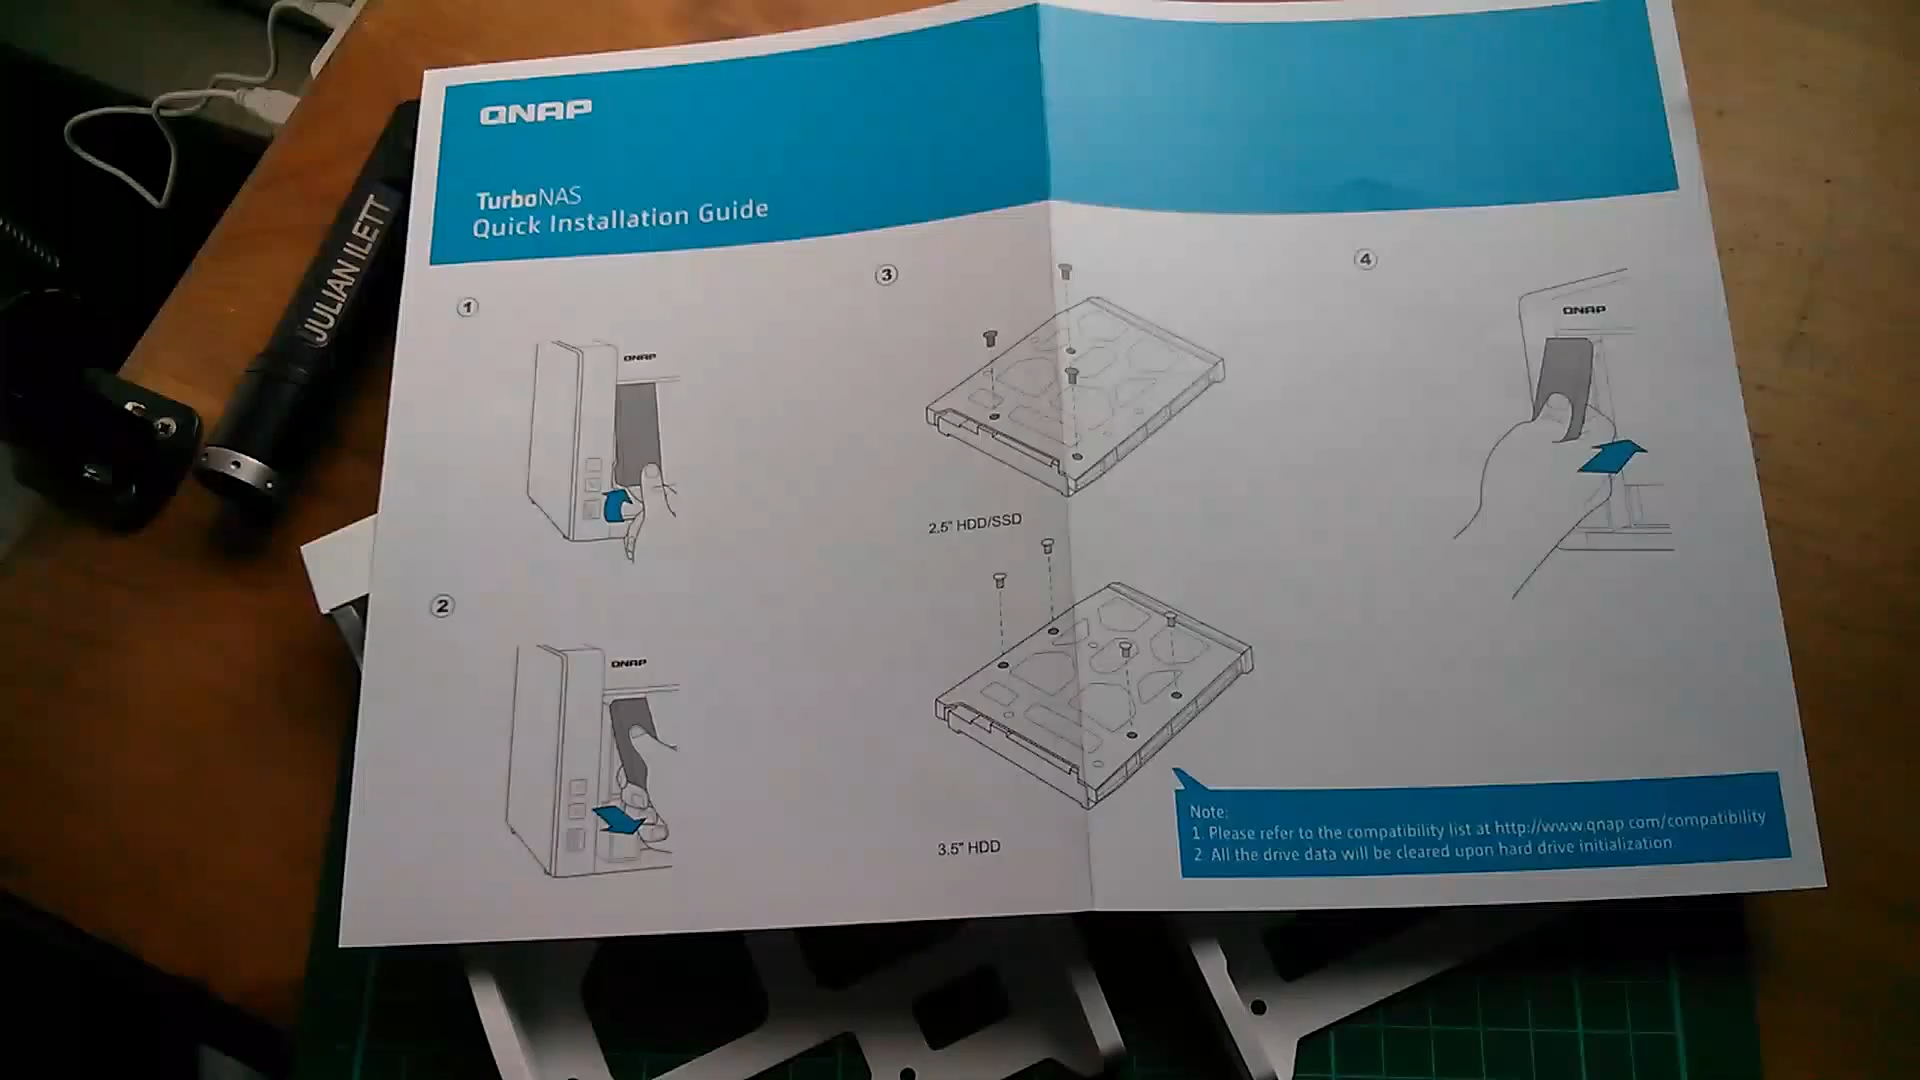 QNAP
TurboNAS
Quick Installation Guide
JULIAN ILETT
1
QNAP
2
QNAP
3
2.5" HDD/SSD
3.5" HDD
4
QNAP
Note:
1. Please refer to the compatibility list at http://www.qnap.com/compatibility
2. All the drive data will be cleared upon hard drive initialization.